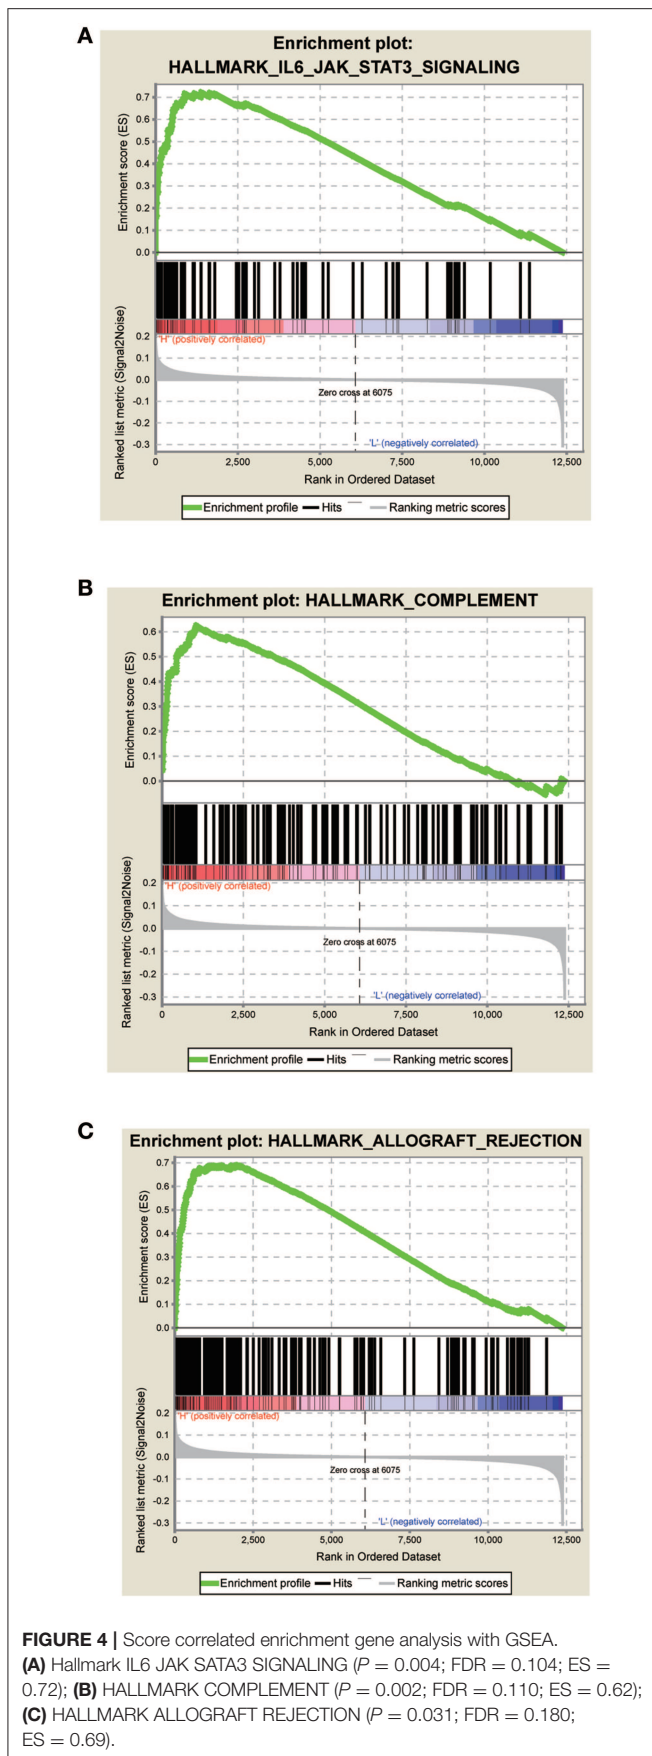 A
Enrichment plot:
HALLMARK_IL6_JAK_STAT3_SIGNALING
Enrichment score (ES)
0.7
0.6
0.5
0.4
0.3
0.2
0.1
0.0
Ranked list metric (Signal2Noise)
0.2
'H' (positively correlated)
0.1
0.0
Zero cross at 6075
-0.1
-0.2
'L' (negatively correlated)
-0.3
0 2,500 5,000 7,500 10,000 12,500
Rank in Ordered Dataset
Enrichment profile Hits Ranking metric scores
B
Enrichment plot: HALLMARK_COMPLEMENT
Enrichment score (ES)
0.6
0.5
0.4
0.3
0.2
0.1
0.0
Ranked list metric (Signal2Noise)
0.2
'H' (positively correlated)
0.1
0.0
Zero cross at 6075
-0.1
-0.2
'L' (negatively correlated)
-0.3
0 2,500 5,000 7,500 10,000 12,500
Rank in Ordered Dataset
Enrichment profile Hits Ranking metric scores
C
Enrichment plot: HALLMARK_ALLOGRAFT_REJECTION
Enrichment score (ES)
0.7
0.6
0.5
0.4
0.3
0.2
0.1
0.0
Ranked list metric (Signal2Noise)
0.2
'H' (positively correlated)
0.1
0.0
Zero cross at 6075
-0.1
-0.2
'L' (negatively correlated)
-0.3
0 2,500 5,000 7,500 10,000 12,500
Rank in Ordered Dataset
Enrichment profile Hits Ranking metric scores
FIGURE 4 | Score correlated enrichment gene analysis with GSEA.
(A) Hallmark IL6 JAK SATA3 SIGNALING (P = 0.004; FDR = 0.104; ES =
0.72); (B) HALLMARK COMPLEMENT (P = 0.002; FDR = 0.110; ES = 0.62);
(C) HALLMARK ALLOGRAFT REJECTION (P = 0.031; FDR = 0.180;
ES = 0.69).